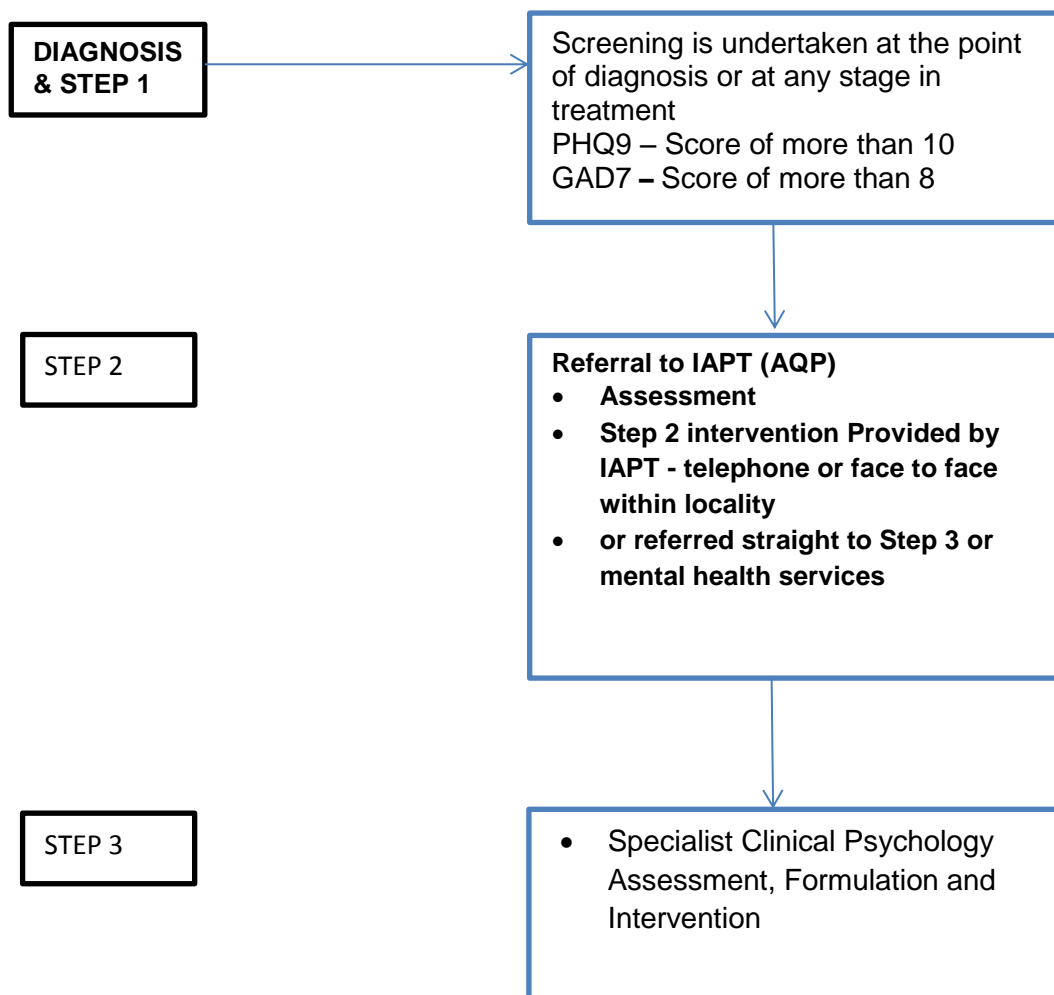 DIAGNOSIS
& STEP 1
Screening is undertaken at the point
of diagnosis or at any stage in
treatment
PHQ9 – Score of more than 10
GAD7 – Score of more than 8
STEP 2
Referral to IAPT (AQP)
• Assessment
• Step 2 intervention Provided by
IAPT - telephone or face to face
within locality
• or referred straight to Step 3 or
mental health services
STEP 3
• Specialist Clinical Psychology
Assessment, Formulation and
Intervention